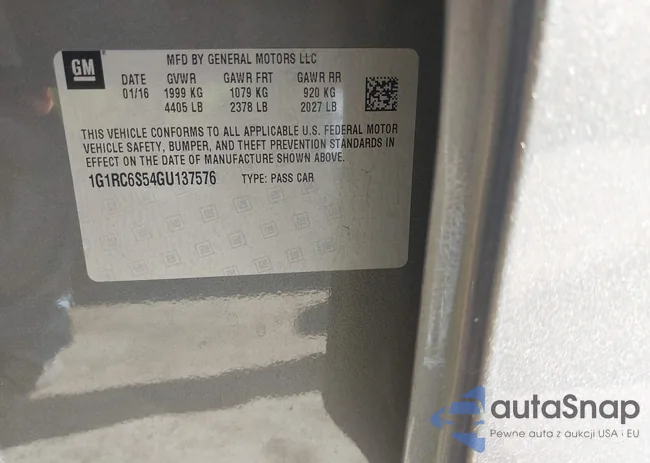 GM
MFD BY GENERAL MOTORS LLC
DATE GVWR GAWR FRT GAWR RR
01/16 1999 KG 1079 KG 920 KG
4405 LB 2378 LB 2027 LB
THIS VEHICLE CONFORMS TO ALL APPLICABLE U.S. FEDERAL MOTOR
VEHICLE SAFETY, BUMPER, AND THEFT PREVENTION STANDARDS IN
EFFECT ON THE DATE OF MANUFACTURE SHOWN ABOVE.
1G1RC6S54GU137576 TYPE: PASS CAR
autaSnap
Pewne auta z aukcji USA i EU